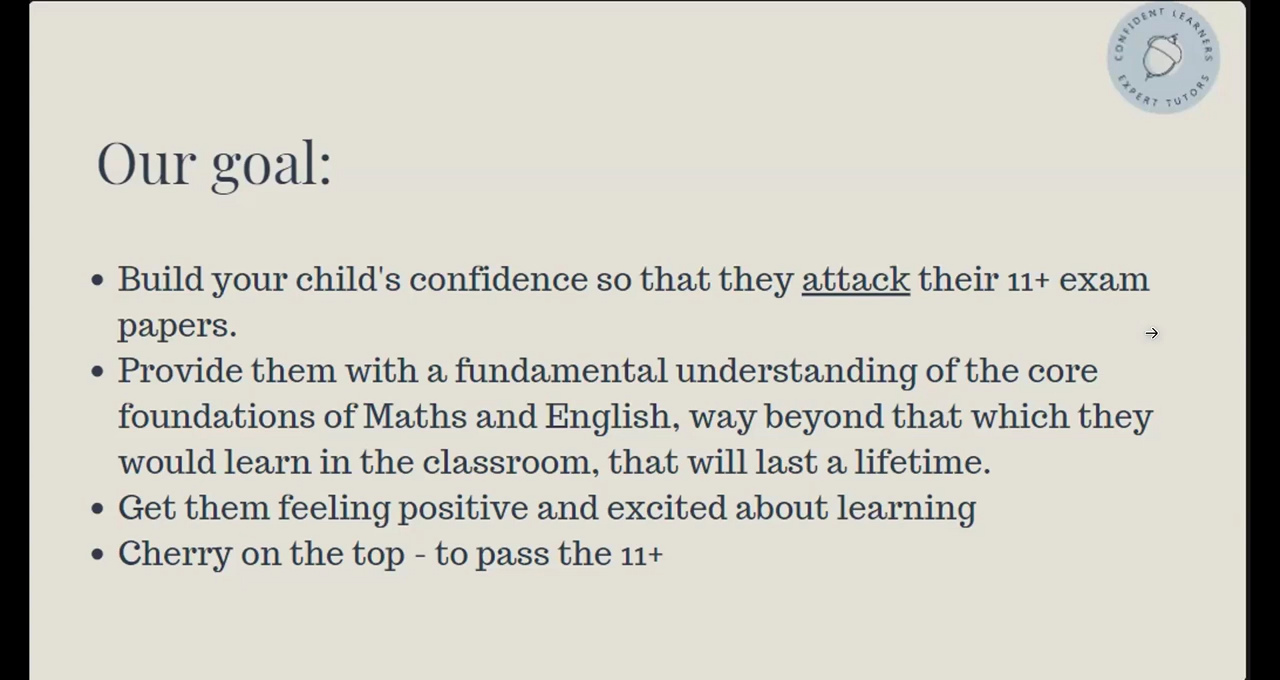 CONFIDENT LEARNERS
EXPERT TUTORS
Our goal:
• Build your child's confidence so that they attack their 11+ exam
papers.
• Provide them with a fundamental understanding of the core
foundations of Maths and English, way beyond that which they
would learn in the classroom, that will last a lifetime.
• Get them feeling positive and excited about learning
• Cherry on the top - to pass the 11+